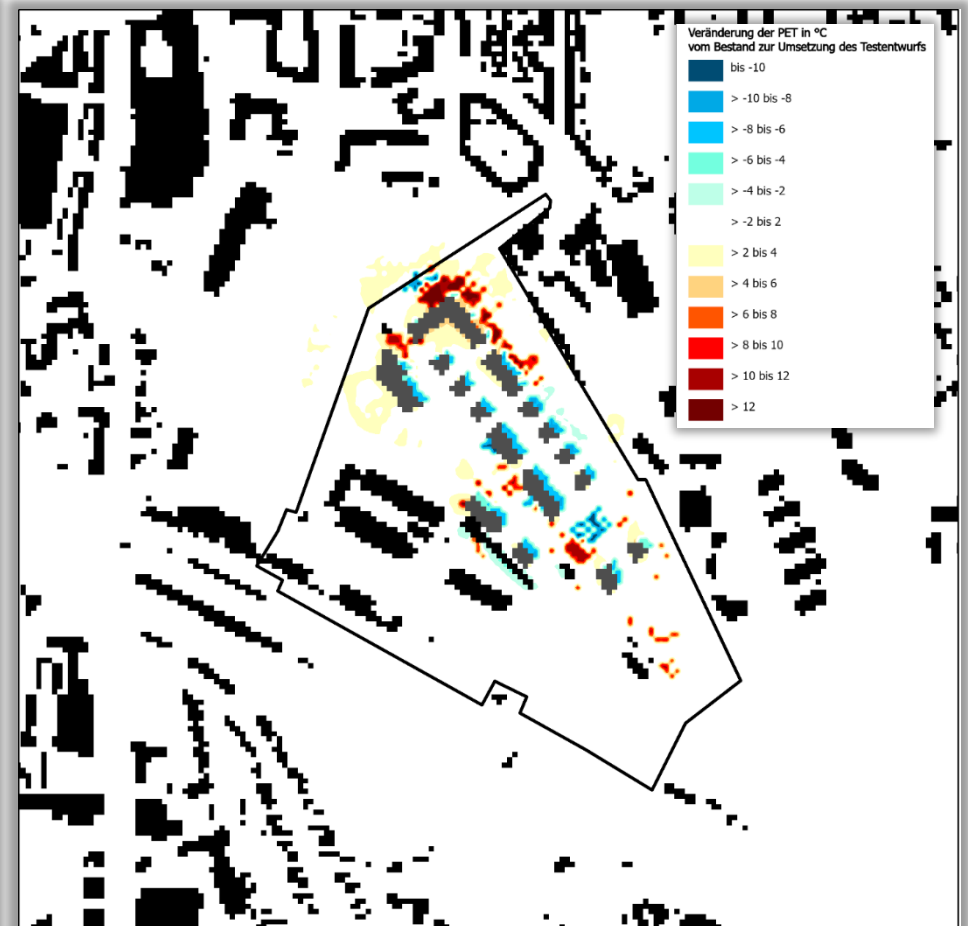 Veränderung der PET in °C
vom Bestand zur Umsetzung des Testentwurfs
bis -10
> -10 bis -8
> -8 bis -6
> -6 bis -4
> -4 bis -2
> -2 bis 2
> 2 bis 4
> 4 bis 6
> 6 bis 8
> 8 bis 10
> 10 bis 12
> 12